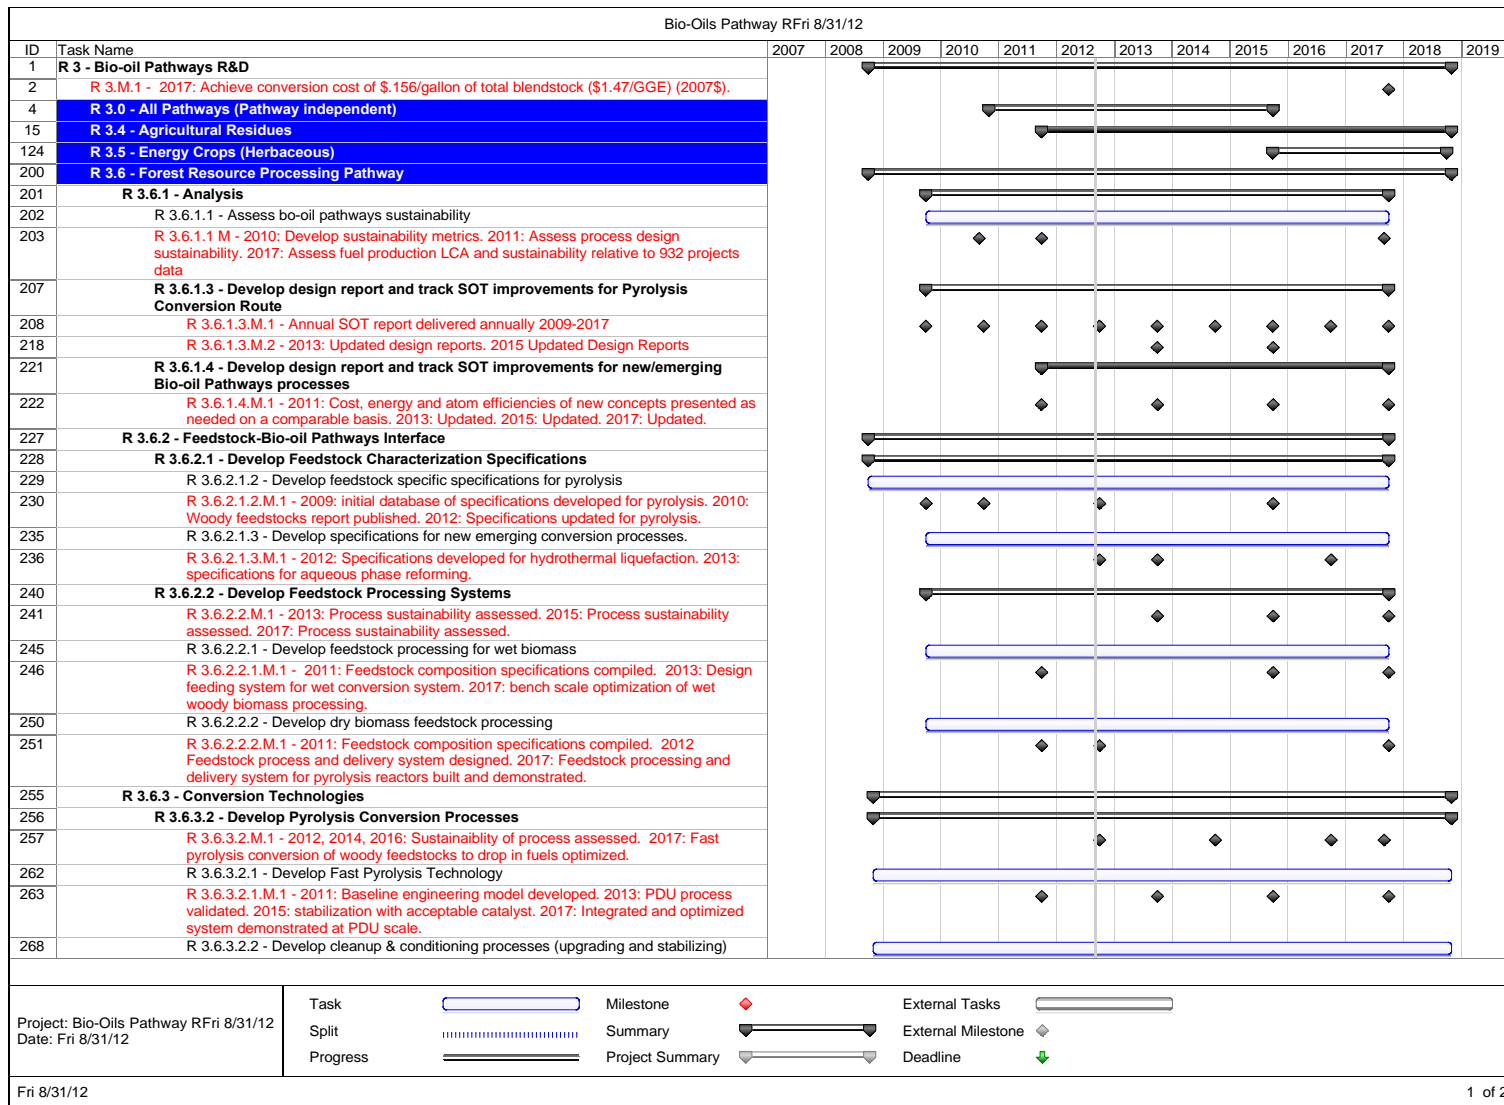 Bio-Oils Pathway RFri 8/31/12
ID Task Name 2007 2008 2009 2010 2011 2012 2013 2014 2015 2016 2017 2018 2019
1 R 3 - Bio-oil Pathways R&D
2 R 3.M.1 - 2017: Achieve conversion cost of $.156/gallon of total blendstock ($1.47/GGE) (2007$).
4 R 3.0 - All Pathways (Pathway independent)
15 R 3.4 - Agricultural Residues
124 R 3.5 - Energy Crops (Herbaceous)
200 R 3.6 - Forest Resource Processing Pathway
201 R 3.6.1 - Analysis
202 R 3.6.1.1 - Assess bo-oil pathways sustainability
203 R 3.6.1.1 M - 2010: Develop sustainability metrics. 2011: Assess process design
sustainability. 2017: Assess fuel production LCA and sustainability relative to 932 projects
data
207 R 3.6.1.3 - Develop design report and track SOT improvements for Pyrolysis
Conversion Route
208 R 3.6.1.3.M.1 - Annual SOT report delivered annually 2009-2017
218 R 3.6.1.3.M.2 - 2013: Updated design reports. 2015 Updated Design Reports
221 R 3.6.1.4 - Develop design report and track SOT improvements for new/emerging
Bio-oil Pathways processes
222 R 3.6.1.4.M.1 - 2011: Cost, energy and atom efficiencies of new concepts presented as
needed on a comparable basis. 2013: Updated. 2015: Updated. 2017: Updated.
227 R 3.6.2 - Feedstock-Bio-oil Pathways Interface
228 R 3.6.2.1 - Develop Feedstock Characterization Specifications
229 R 3.6.2.1.2 - Develop feedstock specific specifications for pyrolysis
230 R 3.6.2.1.2.M.1 - 2009: initial database of specifications developed for pyrolysis. 2010:
Woody feedstocks report published. 2012: Specifications updated for pyrolysis.
235 R 3.6.2.1.3 - Develop specifications for new emerging conversion processes.
236 R 3.6.2.1.3.M.1 - 2012: Specifications developed for hydrothermal liquefaction. 2013:
specifications for aqueous phase reforming.
240 R 3.6.2.2 - Develop Feedstock Processing Systems
241 R 3.6.2.2.M.1 - 2013: Process sustainability assessed. 2015: Process sustainability
assessed. 2017: Process sustainability assessed.
245 R 3.6.2.2.1 - Develop feedstock processing for wet biomass
246 R 3.6.2.2.1.M.1 - 2011: Feedstock composition specifications compiled. 2013: Design
feeding system for wet conversion system. 2017: bench scale optimization of wet
woody biomass processing.
250 R 3.6.2.2.2 - Develop dry biomass feedstock processing
251 R 3.6.2.2.2.M.1 - 2011: Feedstock composition specifications compiled. 2012
Feedstock process and delivery system designed. 2017: Feedstock processing and
delivery system for pyrolysis reactors built and demonstrated.
255 R 3.6.3 - Conversion Technologies
256 R 3.6.3.2 - Develop Pyrolysis Conversion Processes
257 R 3.6.3.2.M.1 - 2012, 2014, 2016: Sustainaiblity of process assessed. 2017: Fast
pyrolysis conversion of woody feedstocks to drop in fuels optimized.
262 R 3.6.3.2.1 - Develop Fast Pyrolysis Technology
263 R 3.6.3.2.1.M.1 - 2011: Baseline engineering model developed. 2013: PDU process
validated. 2015: stabilization with acceptable catalyst. 2017: Integrated and optimized
system demonstrated at PDU scale.
268 R 3.6.3.2.2 - Develop cleanup & conditioning processes (upgrading and stabilizing)
Project: Bio-Oils Pathway RFri 8/31/12
Date: Fri 8/31/12
Task Milestone External Tasks
Split Summary External Milestone
Progress Project Summary Deadline
Fri 8/31/12 1 of 2